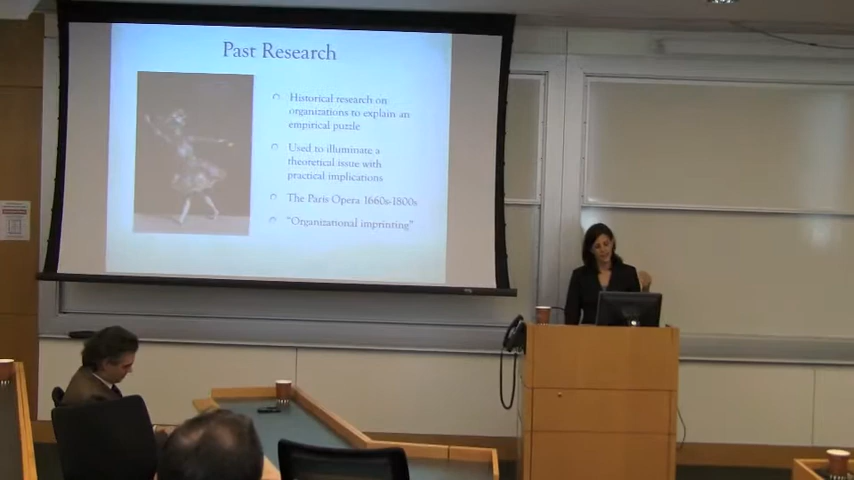 Past Research
Historical research on
organizations to explain an
empirical puzzle
Used to illuminate a
theoretical issue with
practical implications
The Paris Opera 1660s-1800s
"Organizational imprinting"